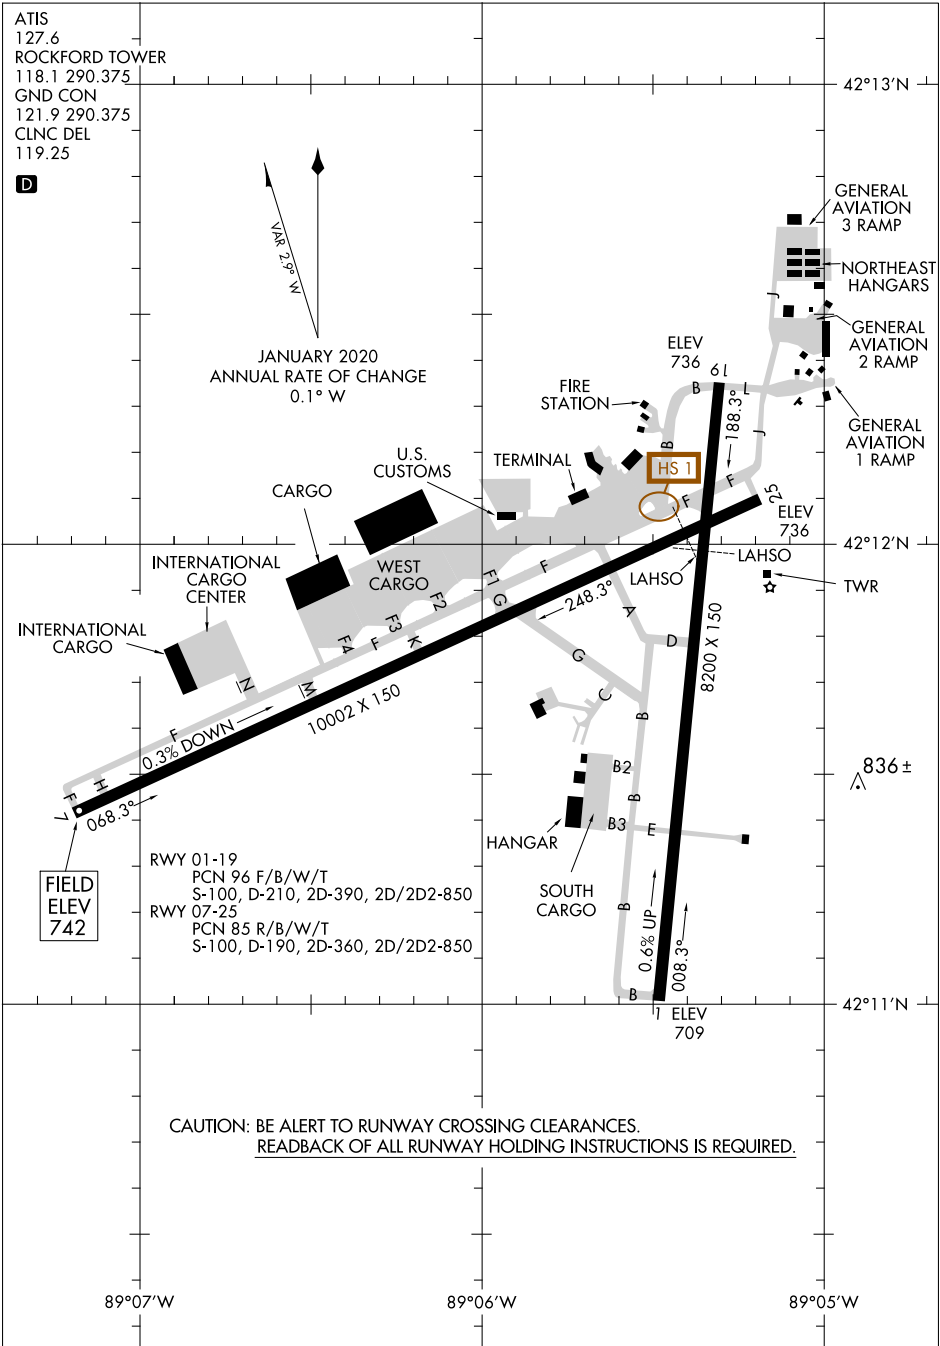 ATIS
127.6
ROCKFORD TOWER
118.1 290.375
GND CON
121.9 290.375
CLNC DEL
119.25
D
42°13'N
VAR 2.9° W
JANUARY 2020
ANNUAL RATE OF CHANGE
0.1° W
GENERAL
AVIATION
3 RAMP
NORTHEAST
HANGARS
J
GENERAL
AVIATION
2 RAMP
ELEV
736
19
B
L
FIRE
STATION
188.3°
B
J
GENERAL
AVIATION
1 RAMP
U.S.
CUSTOMS
TERMINAL
HS 1
CARGO
F
F
25
ELEV
736
42°12'N
INTERNATIONAL
CARGO
CENTER
WEST
CARGO
F1
F
LAHSO
LAHSO
TWR
G
248.3°
A
F2
F3
INTERNATIONAL
CARGO
F4
F
K
D
G
8200 X 150
N
M
10002 X 150
C
B
F
0.3% DOWN
B2
836±
H
F
7
068.3°
B
B3
E
HANGAR
RWY 01-19
PCN 96 F/B/W/T
S-100, D-210, 2D-390, 2D/2D2-850
RWY 07-25
PCN 85 R/B/W/T
S-100, D-190, 2D-360, 2D/2D2-850
FIELD
ELEV
742
SOUTH
CARGO
B
0.6% UP
008.3°
B
1
ELEV
709
42°11'N
CAUTION: BE ALERT TO RUNWAY CROSSING CLEARANCES.
READBACK OF ALL RUNWAY HOLDING INSTRUCTIONS IS REQUIRED.
89°07'W
89°06'W
89°05'W